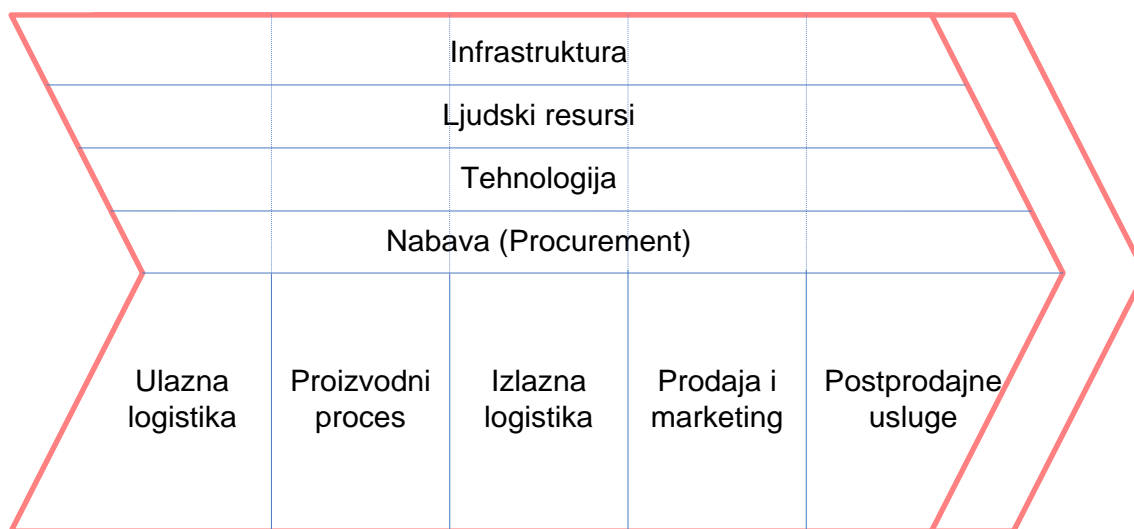 Infrastruktura
Ljudski resursi
Tehnologija
Nabava (Procurement)
Ulazna
logistika
Proizvodni
proces
Izlazna
logistika
Prodaja i
marketing
Postprodajne
usluge